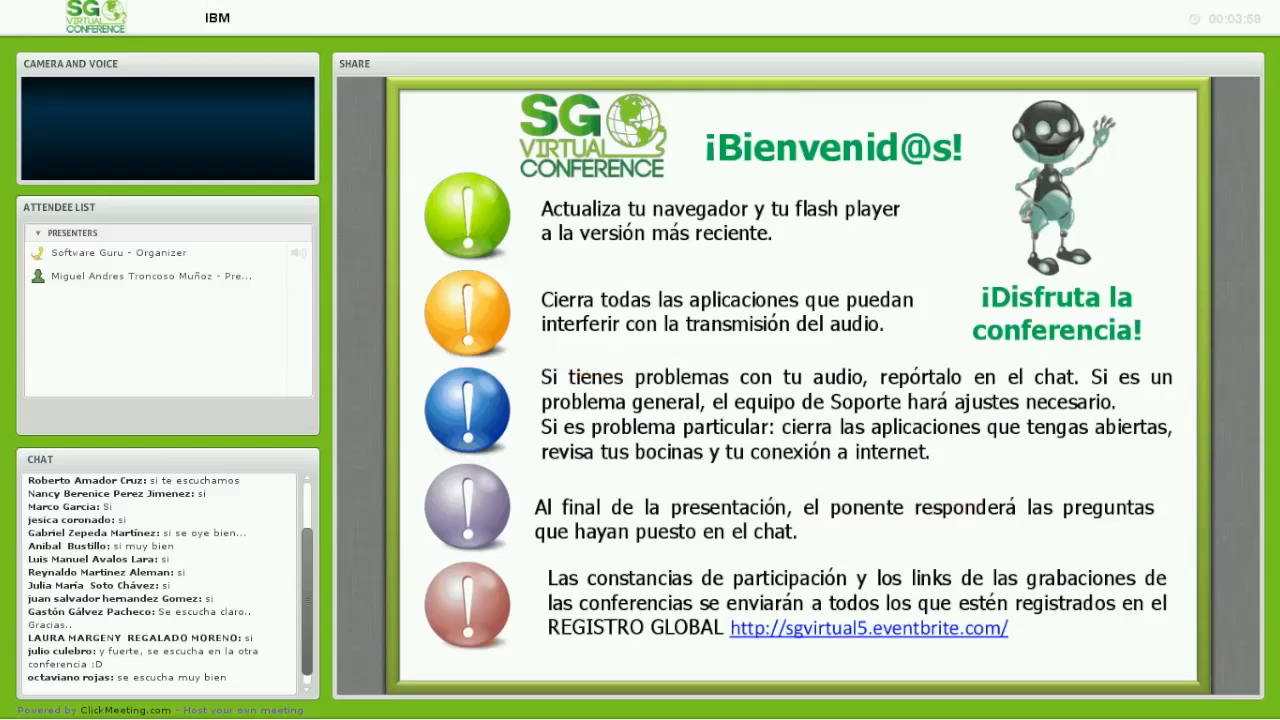 SG
VIRTUAL
CONFERENCE
IBM
00:03:59
CAMERA AND VOICE
ATTENDEE LIST
PRESENTERS
Software Guru - Organizer
Miguel Andres Troncoso Muñoz - Pre...
CHAT
Roberto Amador Cruz: si te escuchamos
Nancy Berenice Perez Jimenez: si
Marco Garcia: Si
jesica coronado: si
Gabriel Zepeda Martínez: si se oye bien...
Anibal Bustillo: si muy bien
Luis Manuel Avalos Lara: si
Reynaldo Martinez Aleman: si
Julia María Soto Chávez: si
juan salvador hernandez Gomez: si
Gastón Gálvez Pacheco: Se escucha claro..
Gracias..
LAURA MARGENY REGALADO MORENO: si
julio culebro: y fuerte, se escucha en la otra
conferencia :D
octaviano rojas: se escucha muy bien
Powered by ClickMeeting.com - Host your own meeting
SHARE
SG
VIRTUAL
CONFERENCE
¡Bienvenid@s!
Actualiza tu navegador y tu flash player
a la versión más reciente.
Cierra todas las aplicaciones que puedan
interferir con la transmisión del audio.
¡Disfruta la
conferencia!
Si tienes problemas con tu audio, repórtalo en el chat. Si es un
problema general, el equipo de Soporte hará ajustes necesario.
Si es problema particular: cierra las aplicaciones que tengas abiertas,
revisa tus bocinas y tu conexión a internet.
Al final de la presentación, el ponente responderá las preguntas
que hayan puesto en el chat.
Las constancias de participación y los links de las grabaciones de
las conferencias se enviarán a todos los que estén registrados en el
REGISTRO GLOBAL http://sgvirtual5.eventbrite.com/